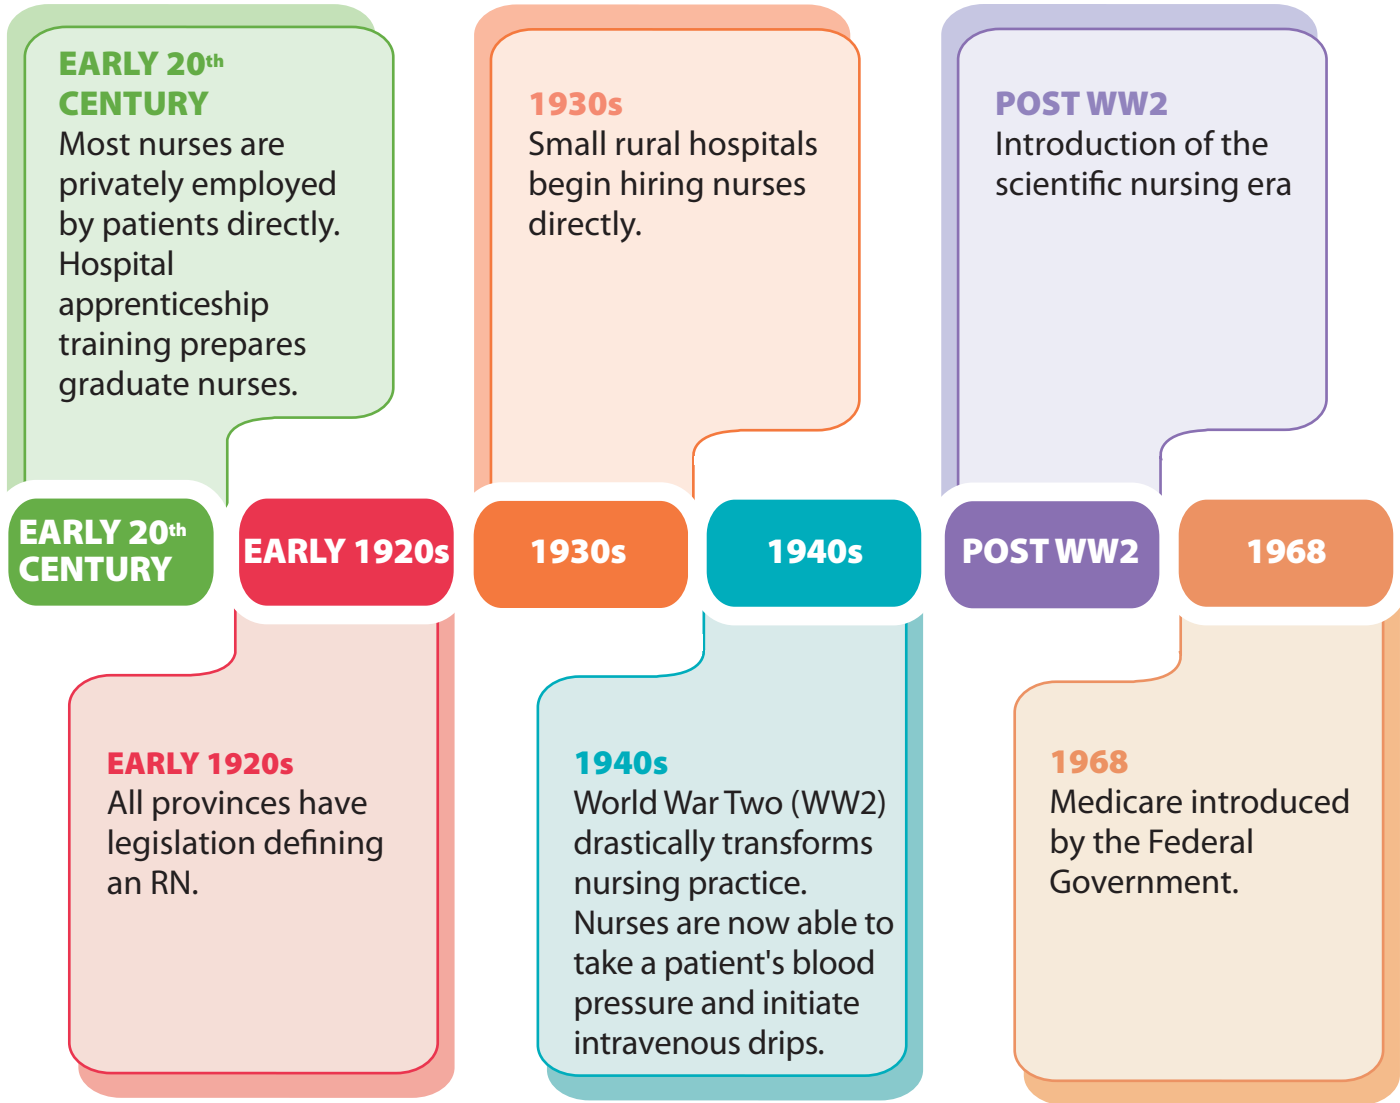 EARLY 20th
CENTURY
Most nurses are
privately employed
by patients directly.
Hospital
apprenticeship
training prepares
graduate nurses.
1930s
Small rural hospitals
begin hiring nurses
directly.
POST WW2
Introduction of the
scientific nursing era
EARLY 20th
CENTURY
EARLY 1920s
1930s
1940s
POST WW2
1968
EARLY 1920s
All provinces have
legislation defining
an RN.
1940s
World War Two (WW2)
drastically transforms
nursing practice.
Nurses are now able to
take a patient's blood
pressure and initiate
intravenous drips.
1968
Medicare introduced
by the Federal
Government.